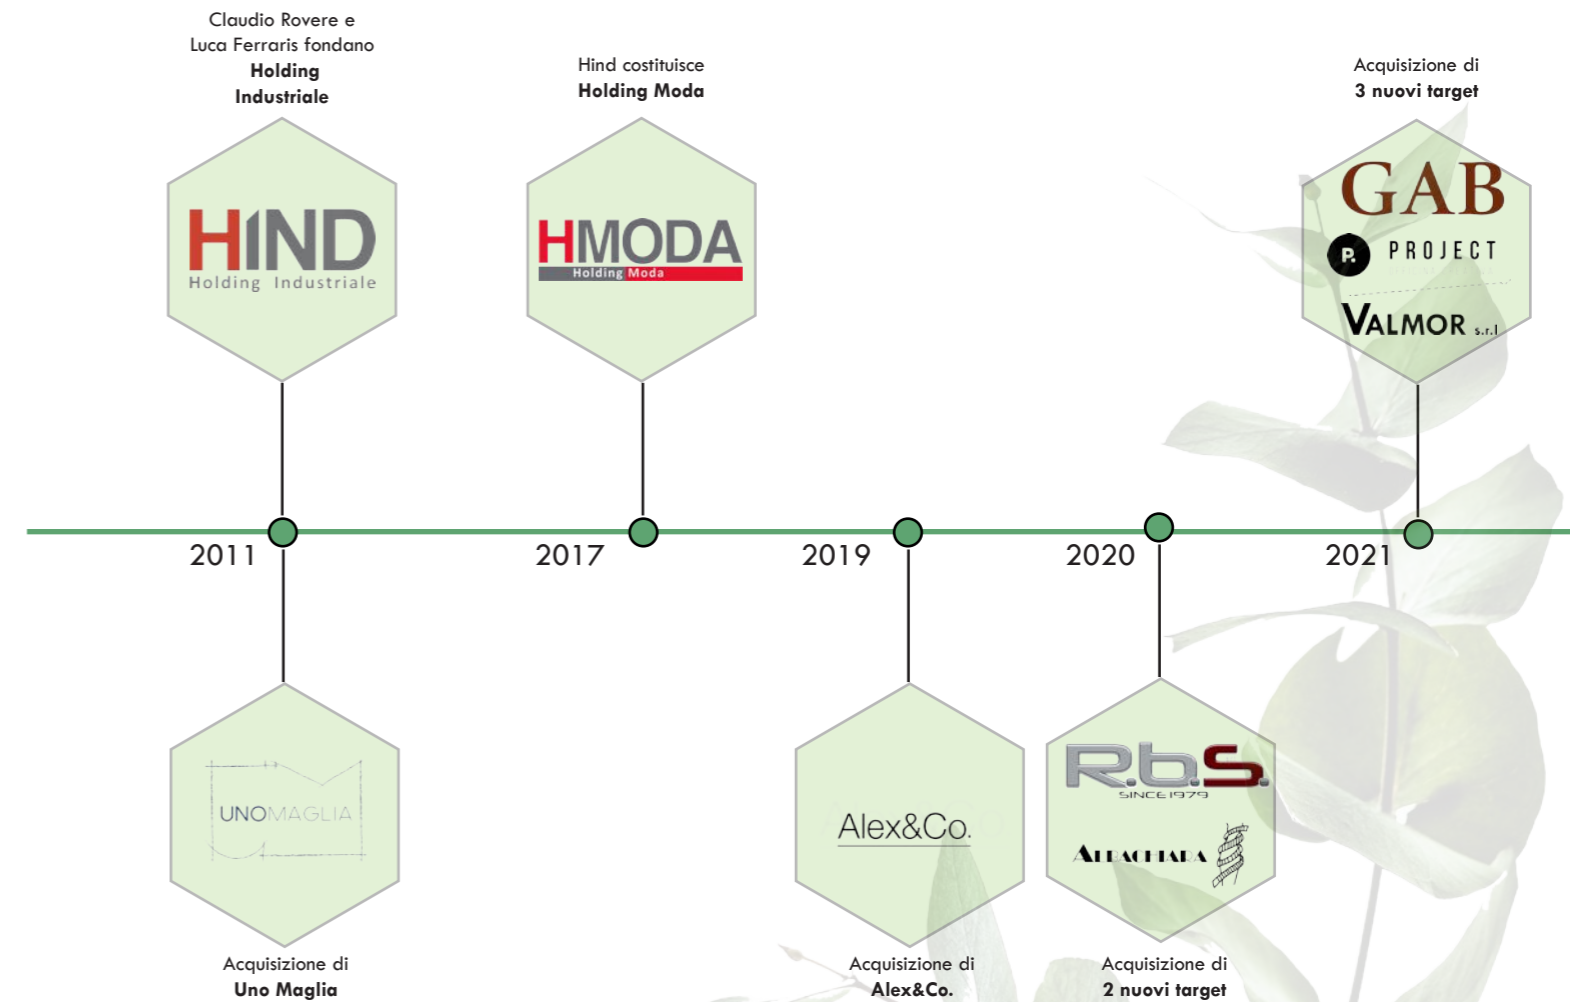 Claudio Rovere e
Luca Ferraris fondano
Holding
Industriale
HIND
Holding Industriale
Hind costituisce
Holding Moda
HMODA
Holding Moda
Acquisizione di
3 nuovi target
GAB
P. PROJECT
VALMOR s.r.l
2011
2017
2019
2020
2021
UNOMAGLIA
Acquisizione di
Uno Maglia
Alex&Co.
Acquisizione di
Alex&Co.
R.b.S.
SINCE 1979
ALBACHIARA
Acquisizione di
2 nuovi target